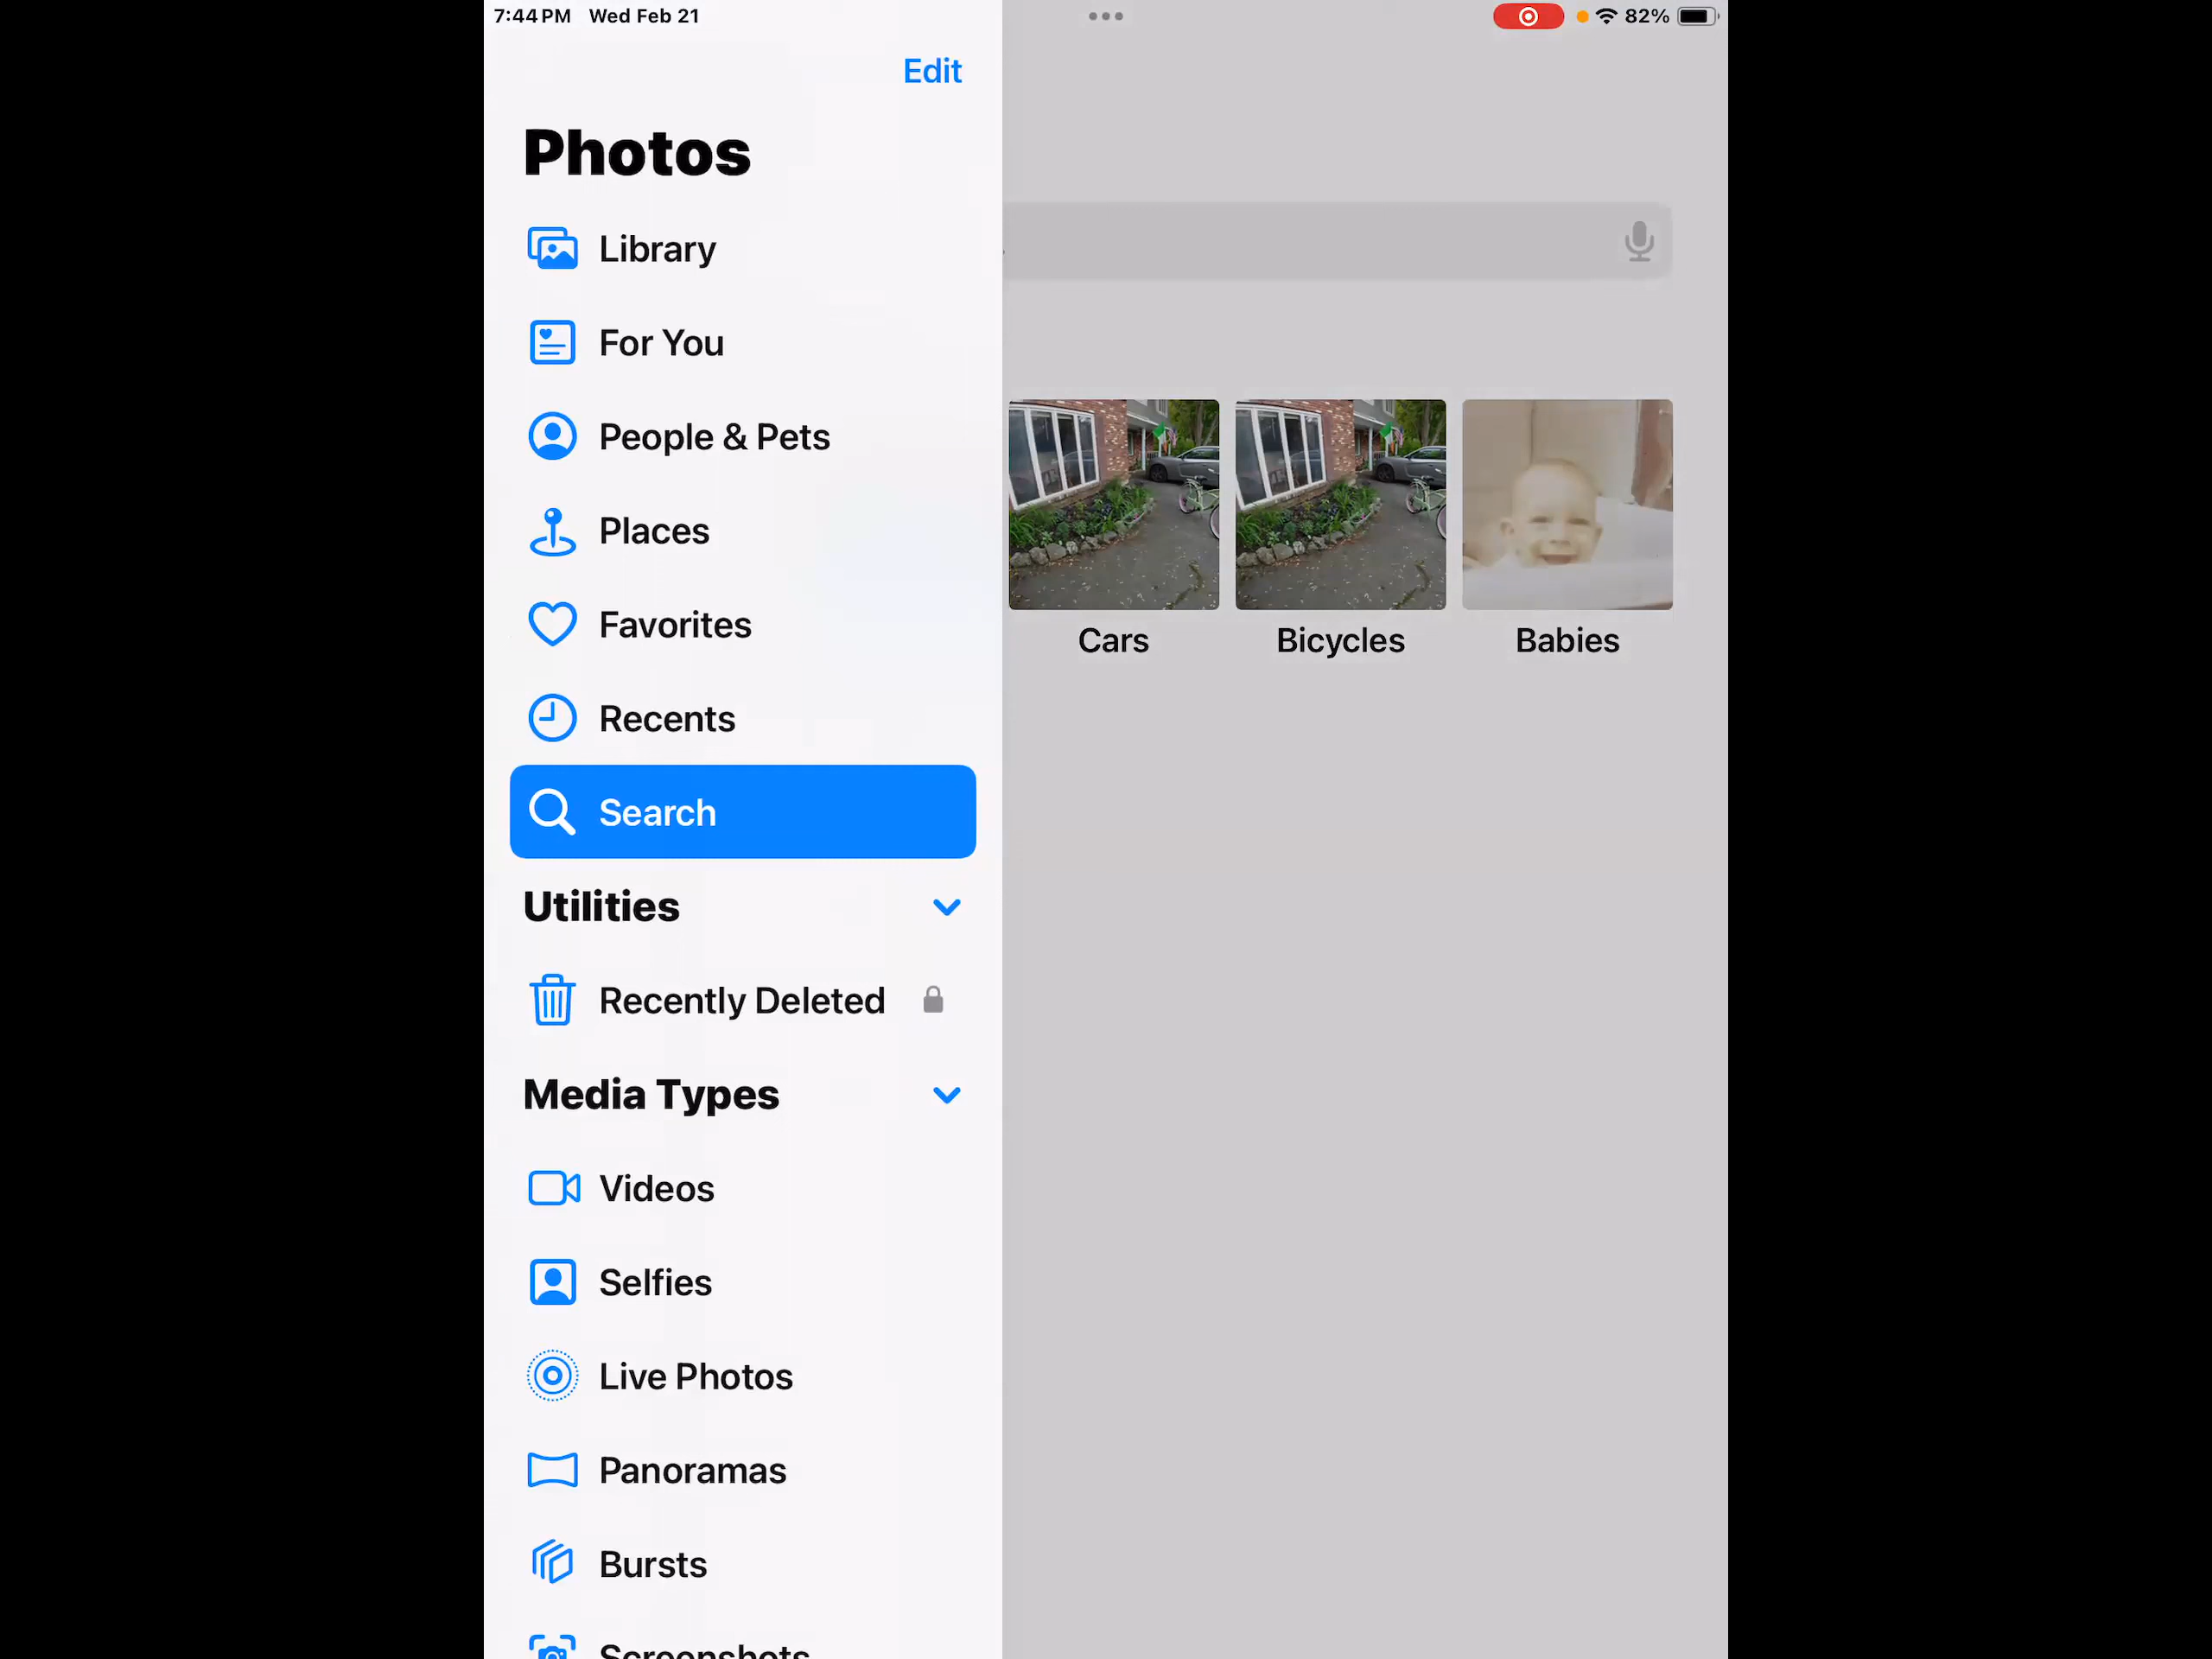 7:44 PM Wed Feb 21
82%
Edit
Photos
Library
For You
People & Pets
Places
Favorites
Recents
Search
Utilities
Recently Deleted
Media Types
Videos
Selfies
Live Photos
Panoramas
Bursts
Screenshots
Cars
Bicycles
Babies